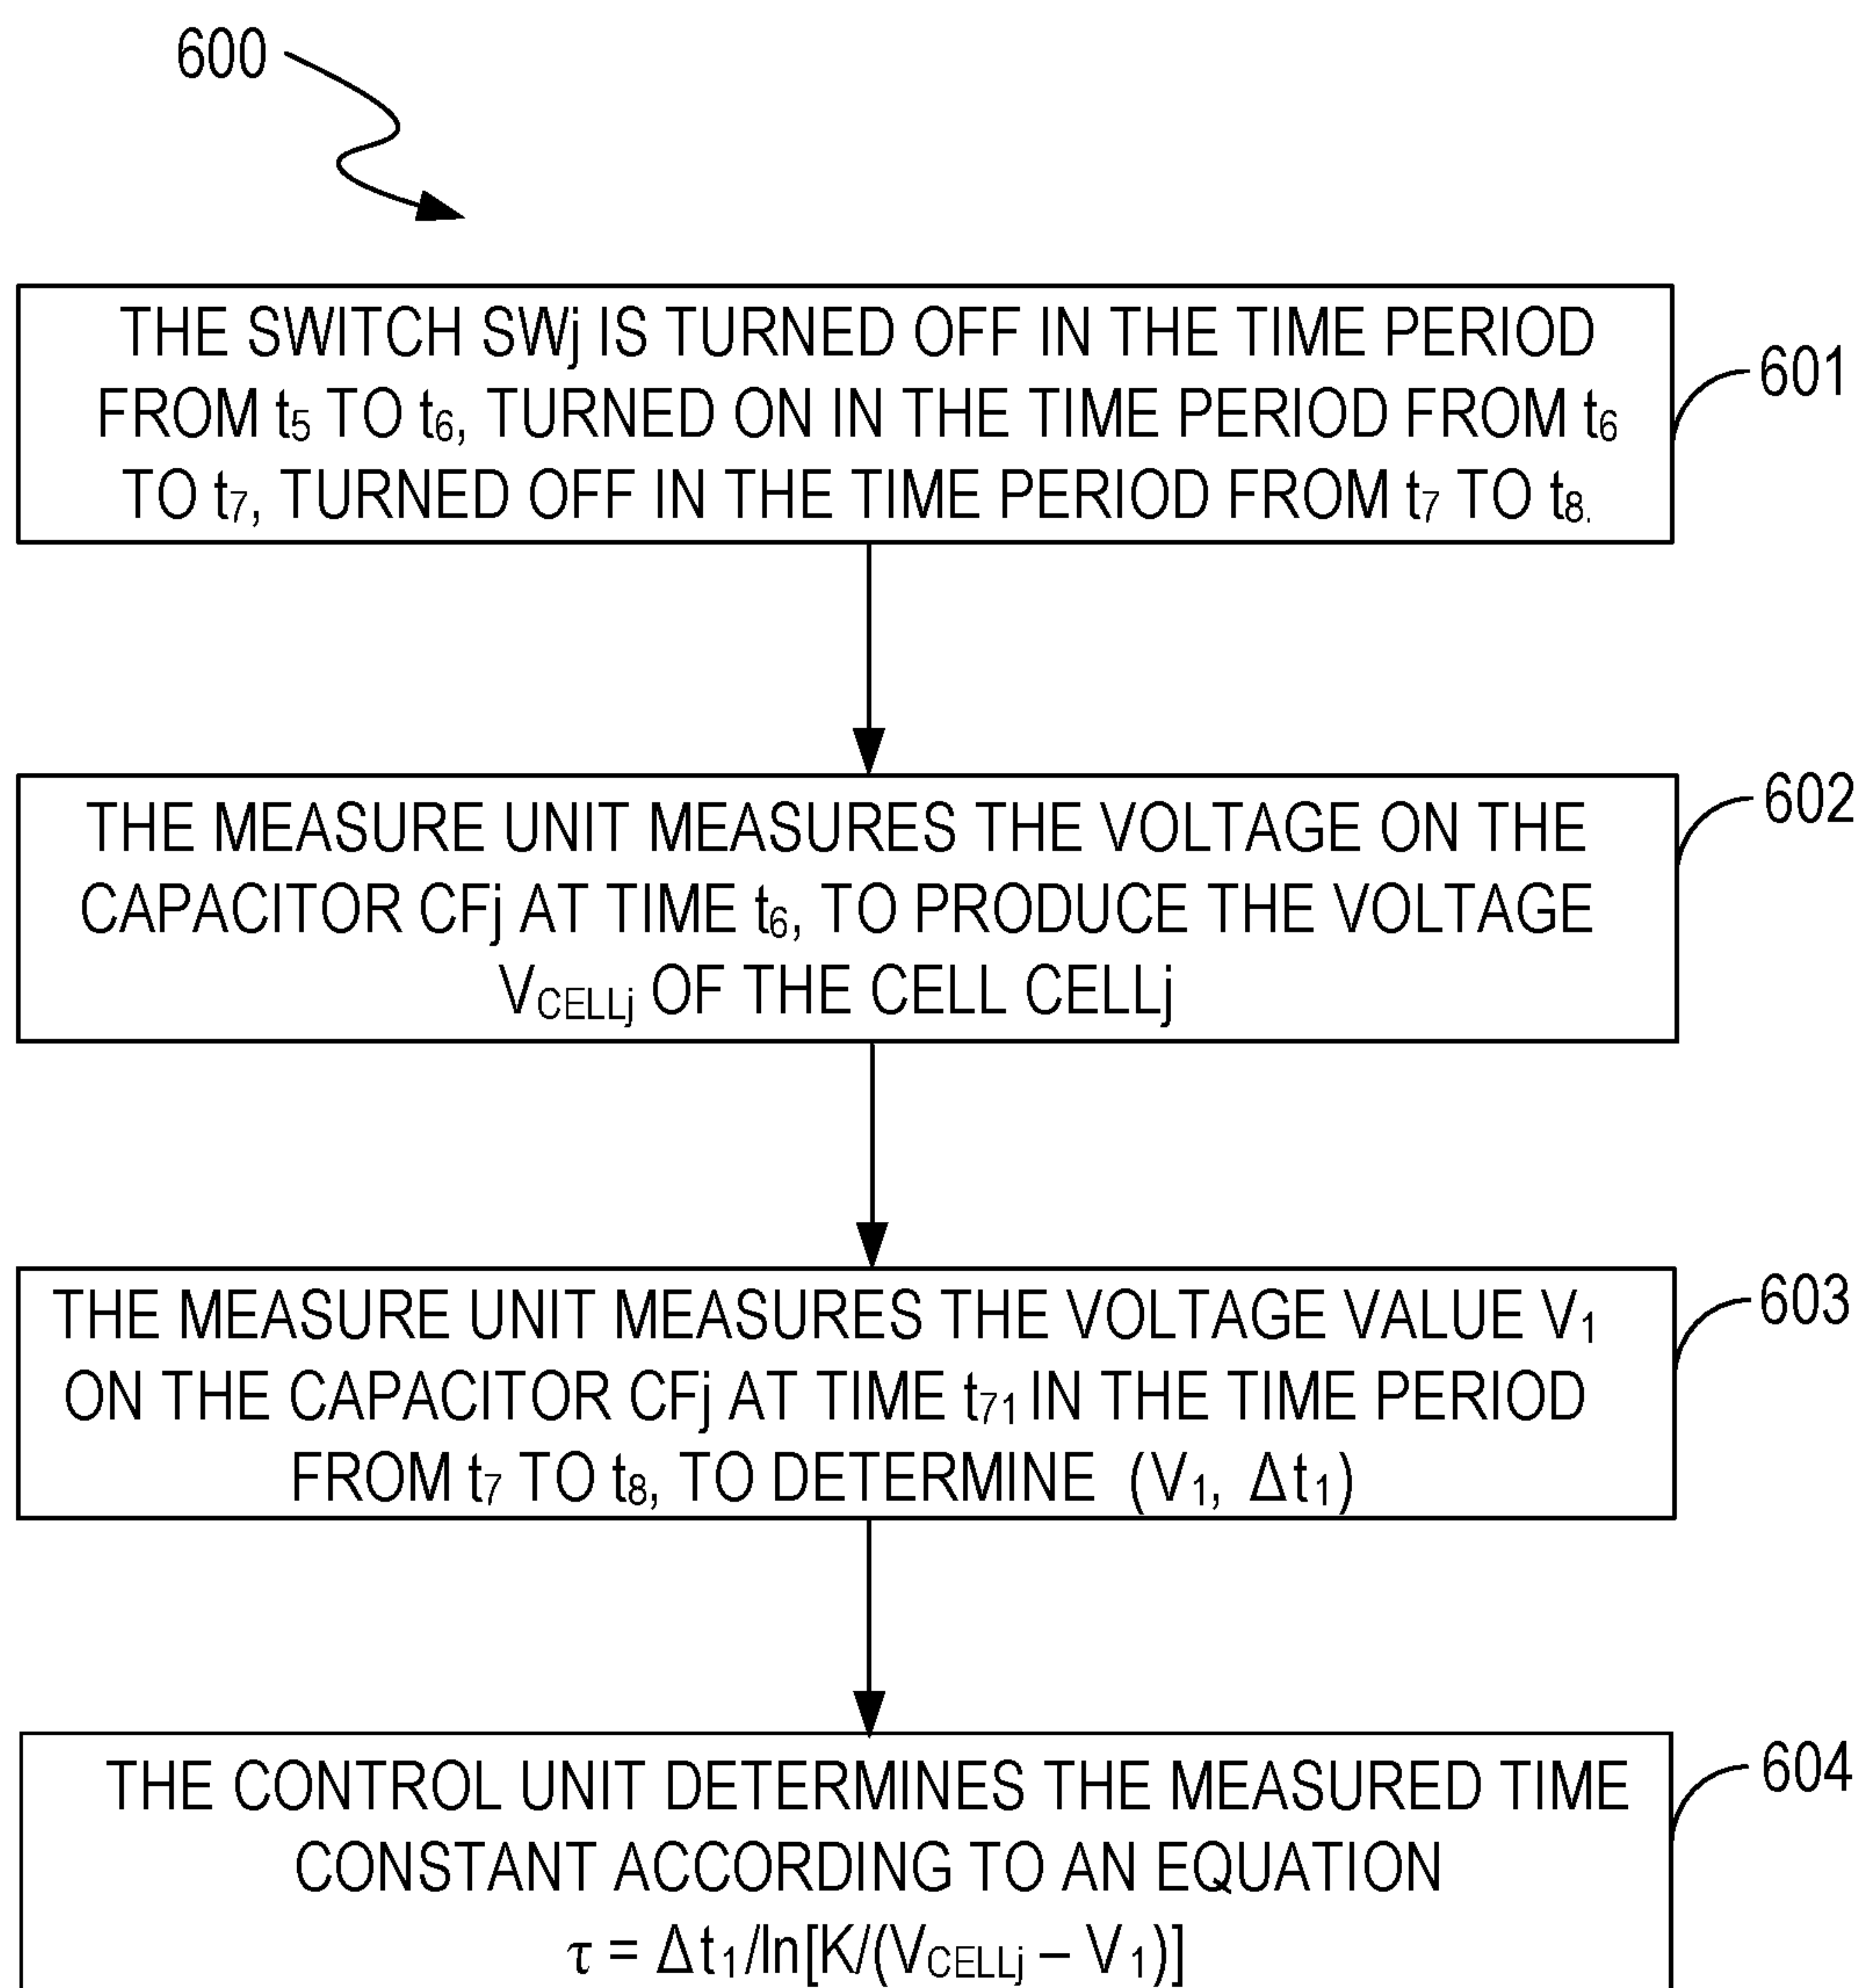 600
THE SWITCH SWj IS TURNED OFF IN THE TIME PERIOD
FROM t5 TO t6, TURNED ON IN THE TIME PERIOD FROM t6
TO t7, TURNED OFF IN THE TIME PERIOD FROM t7 TO t8.
601
THE MEASURE UNIT MEASURES THE VOLTAGE ON THE
CAPACITOR CFj AT TIME t6, TO PRODUCE THE VOLTAGE
VCELLj OF THE CELL CELLj
602
THE MEASURE UNIT MEASURES THE VOLTAGE VALUE V1
ON THE CAPACITOR CFj AT TIME t71 IN THE TIME PERIOD
FROM t7 TO t8, TO DETERMINE (V1, Δt1)
603
THE CONTROL UNIT DETERMINES THE MEASURED TIME
CONSTANT ACCORDING TO AN EQUATION
τ = Δt1/ln[K/(VCELLj – V1)]
604